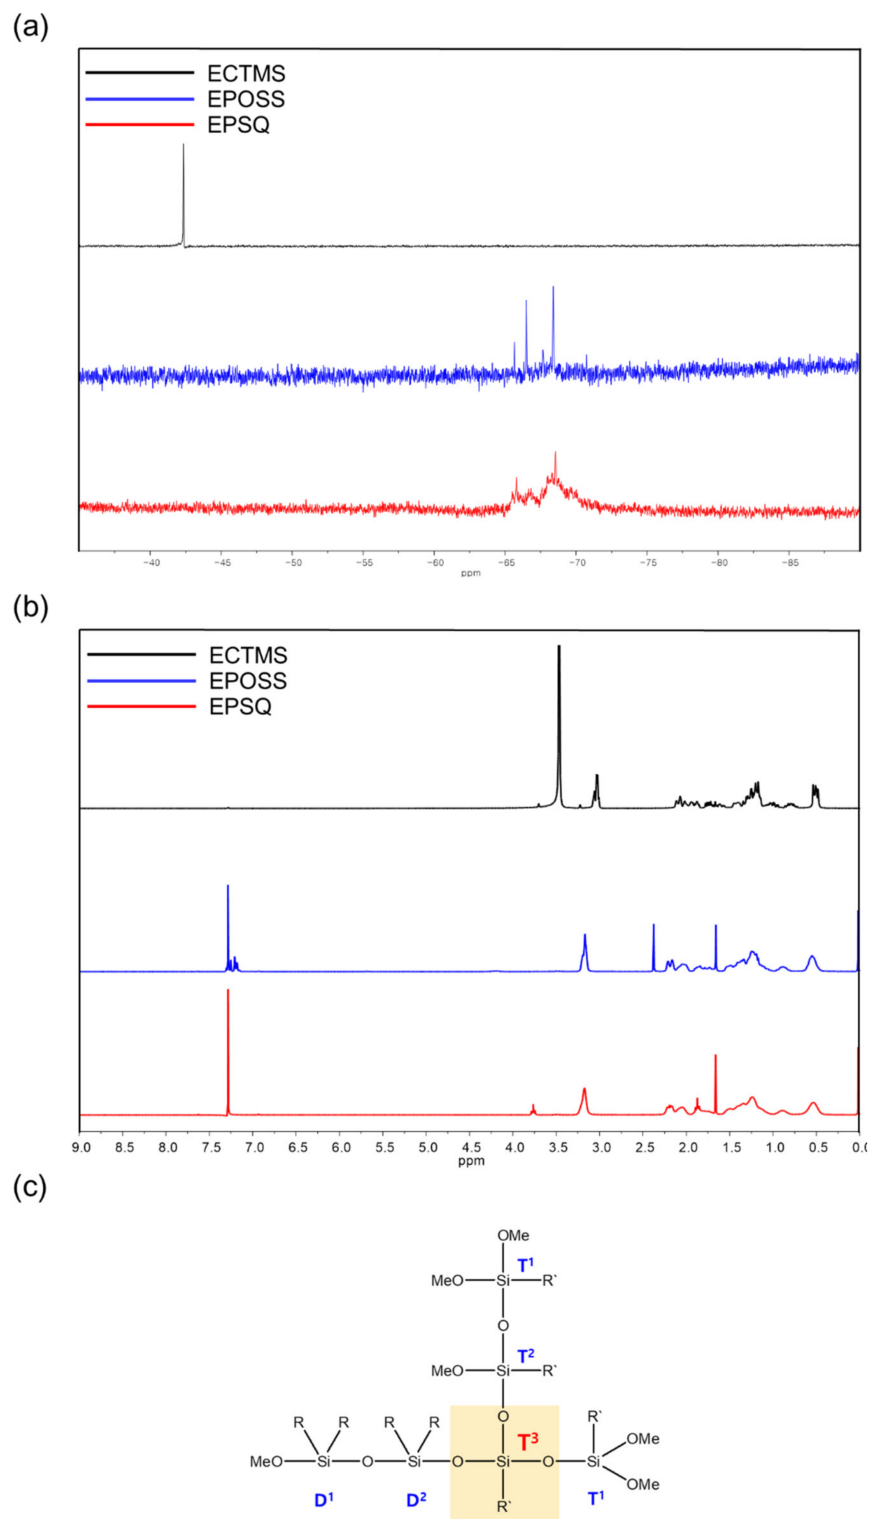 (a)
ECTMS
EPOSS
EPSQ
-40 -45 -50 -55 -60 -65 -70 -75 -80 -85
ppm
(b)
ECTMS
EPOSS
EPSQ
9.0 8.5 7.5 7.0 6.5 6.0 5.5 5.0 4.5 4.0 3.5 3.0 2.5 2.0 1.5 1.0 0.5 0.0
ppm
(c)
OMe
T¹
MeO Si R`
O
T²
MeO Si R`
R R R R O R`
T³ OMe
MeO Si O Si O Si O Si
OMe
D¹ D² R` T¹